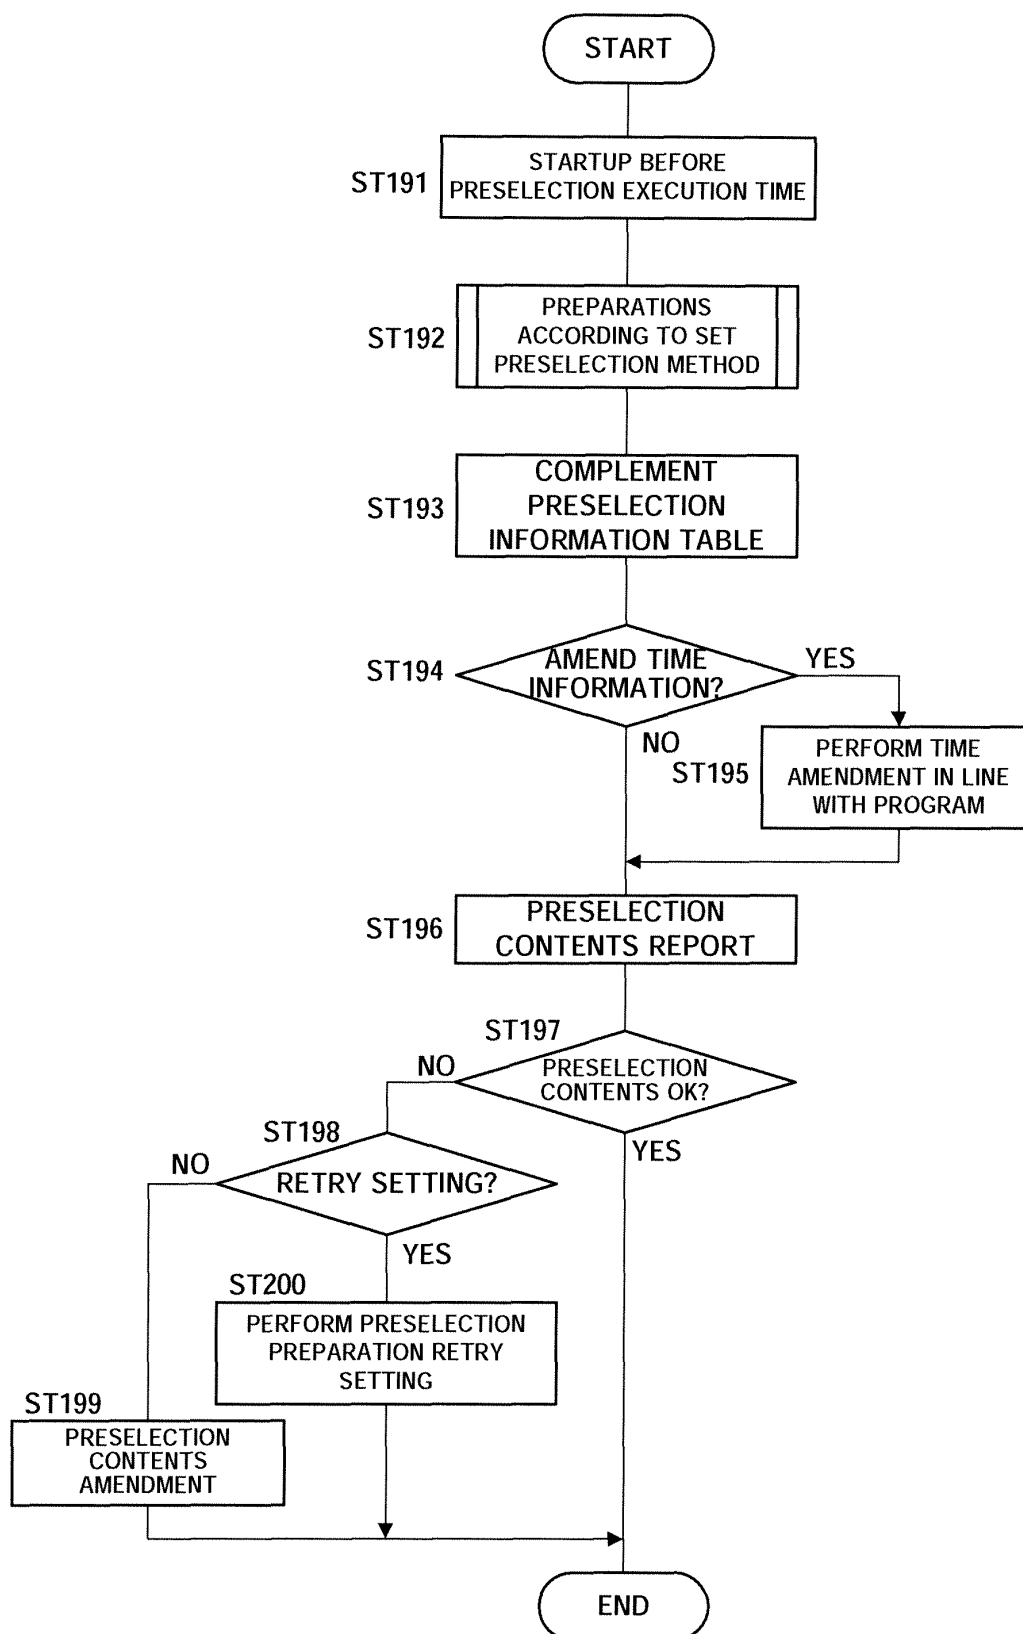 START
ST191
STARTUP BEFORE
PRESELECTION EXECUTION TIME
ST192
PREPARATIONS
ACCORDING TO SET
PRESELECTION METHOD
ST193
COMPLEMENT
PRESELECTION
INFORMATION TABLE
ST194
AMEND TIME
INFORMATION?
YES
NO
ST195
PERFORM TIME
AMENDMENT IN LINE
WITH PROGRAM
ST196
PRESELECTION
CONTENTS REPORT
ST197
PRESELECTION
CONTENTS OK?
NO
YES
ST198
RETRY SETTING?
NO
YES
ST200
PERFORM PRESELECTION
PREPARATION RETRY
SETTING
ST199
PRESELECTION
CONTENTS
AMENDMENT
END